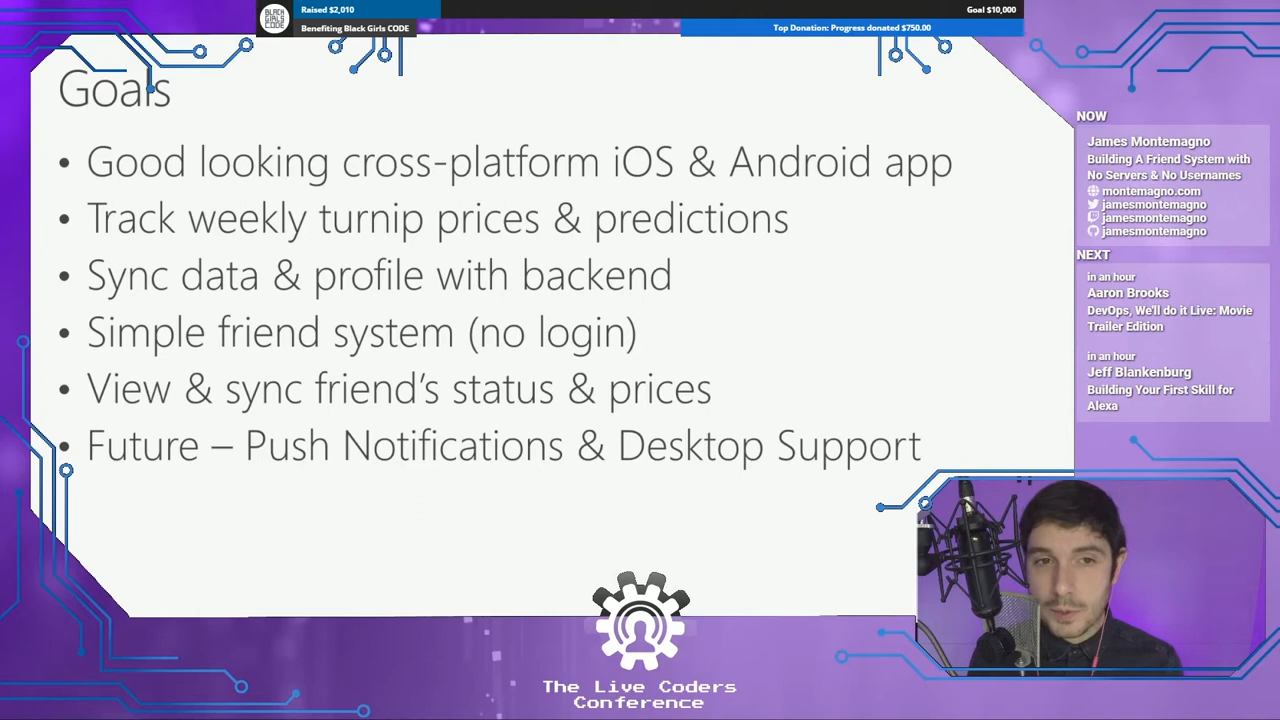 Raised $2,010
Goal $10,000
BLACK GIRLS CODE
Benefiting Black Girls CODE
Top Donation: Progress donated $750.00
Goals
• Good looking cross-platform iOS & Android app
• Track weekly turnip prices & predictions
• Sync data & profile with backend
• Simple friend system (no login)
• View & sync friend's status & prices
• Future – Push Notifications & Desktop Support
NOW
James Montemagno
Building A Friend System with
No Servers & No Usernames
montemagno.com
jamesmontemagno
jamesmontemagno
jamesmontemagno
NEXT
in an hour
Aaron Brooks
DevOps, We'll do it Live: Movie
Trailer Edition
in an hour
Jeff Blankenburg
Building Your First Skill for
Alexa
The Live Coders
Conference